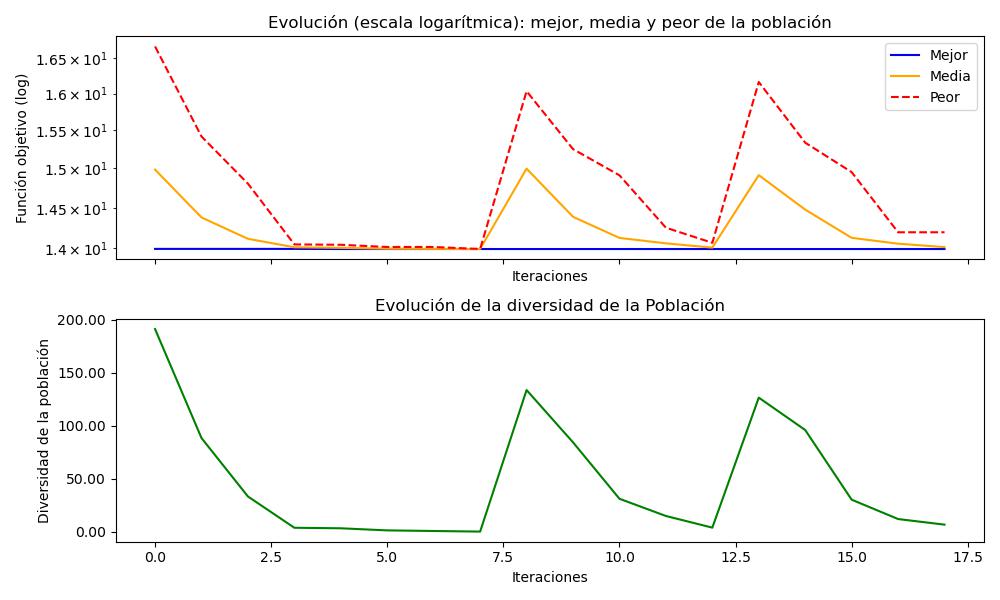 Evolución (escala logarítmica): mejor, media y peor de la población
Función objetivo (log)
1.65 × 10¹
1.6 × 10¹
1.55 × 10¹
1.5 × 10¹
1.45 × 10¹
1.4 × 10¹
Mejor
Media
Peor
Iteraciones
Evolución de la diversidad de la Población
Diversidad de la población
200.00
150.00
100.00
50.00
0.00
0.0 2.5 5.0 7.5 10.0 12.5 15.0 17.5
Iteraciones